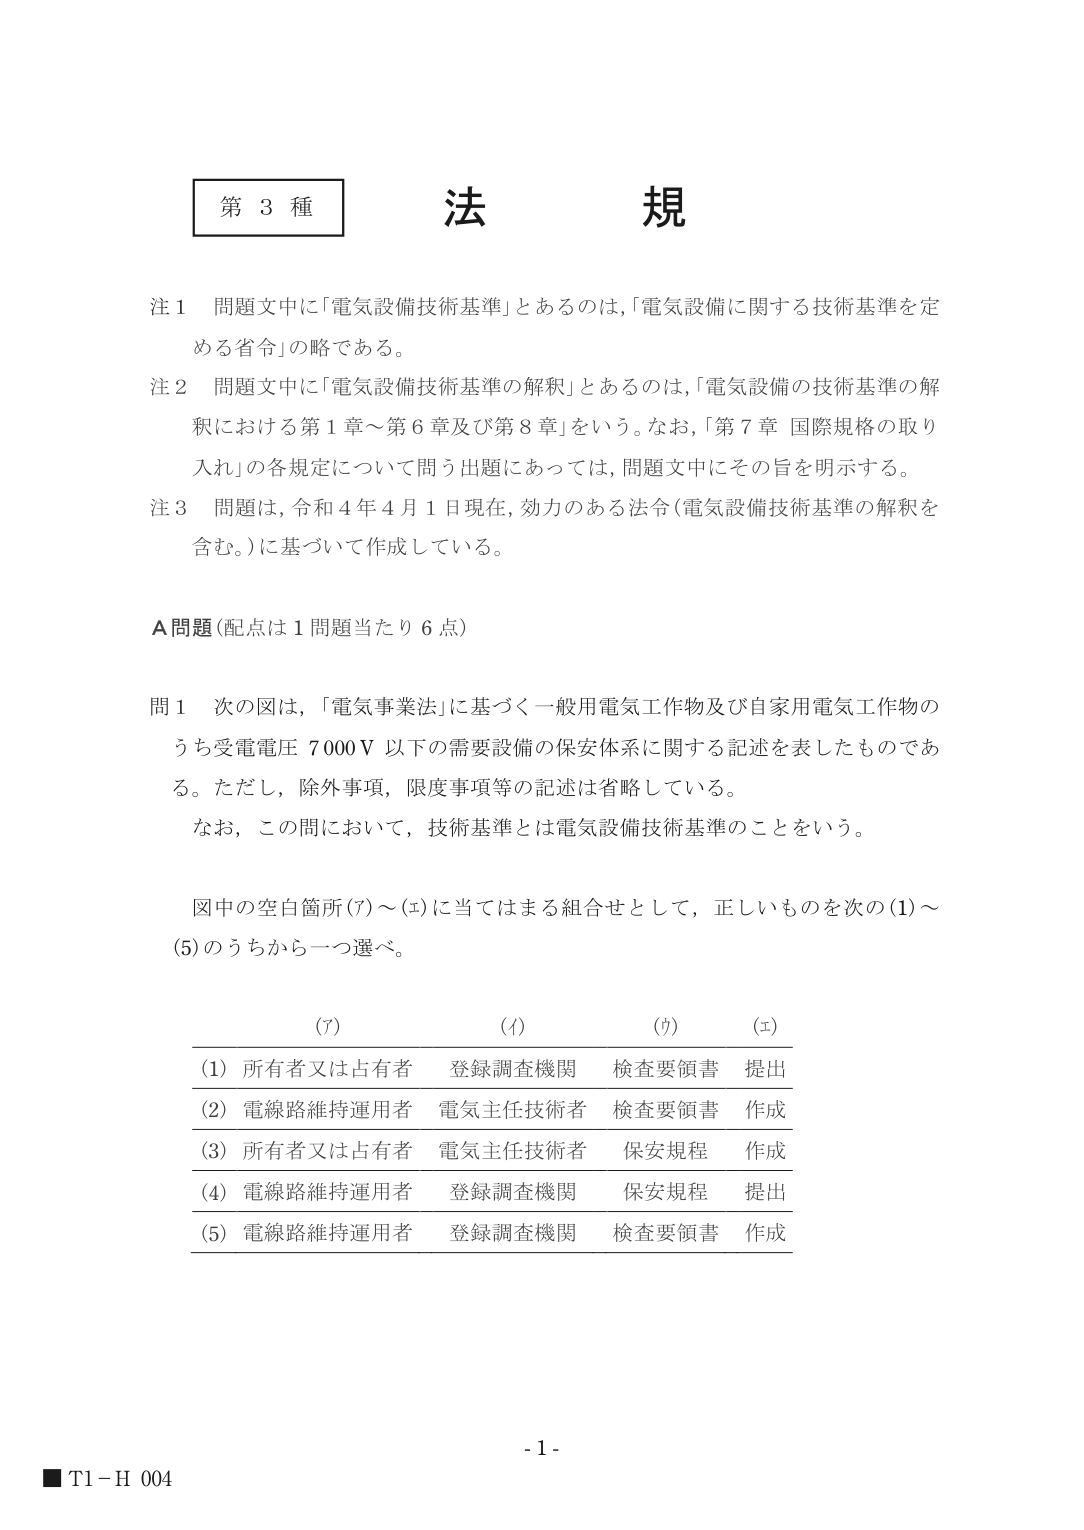 第 3 種
法 規
注１ 問題文中に「電気設備技術基準」とあるのは,「電気設備に関する技術基準を定
める省令」の略である。
注２ 問題文中に「電気設備技術基準の解釈」とあるのは,「電気設備の技術基準の解
釈における第１章～第６章及び第８章」をいう。なお,「第７章 国際規格の取り
入れ」の各規定について問う出題にあっては, 問題文中にその旨を明示する。
注３ 問題は, 令和４年４月１日現在, 効力のある法令(電気設備技術基準の解釈を
含む。)に基づいて作成している。
A問題(配点は１問題当たり６点)
問１ 次の図は,「電気事業法」に基づく一般用電気工作物及び自家用電気工作物の
うち受電電圧 7 000 V 以下の需要設備の保安体系に関する記述を表したものであ
る。ただし, 除外事項, 限度事項等の記述は省略している。
なお, この問において, 技術基準とは電気設備技術基準のことをいう。
図中の空白箇所(ア)～(エ)に当てはまる組合せとして, 正しいものを次の(1)～
(5)のうちから一つ選べ。
(ア) (イ) (ウ) (エ)
(1) 所有者又は占有者 登録調査機関 検査要領書 提出
(2) 電線路維持運用者 電気主任技術者 検査要領書 作成
(3) 所有者又は占有者 電気主任技術者 保安規程 作成
(4) 電線路維持運用者 登録調査機関 保安規程 提出
(5) 電線路維持運用者 登録調査機関 検査要領書 作成
- 1 -
■ T1－H 004